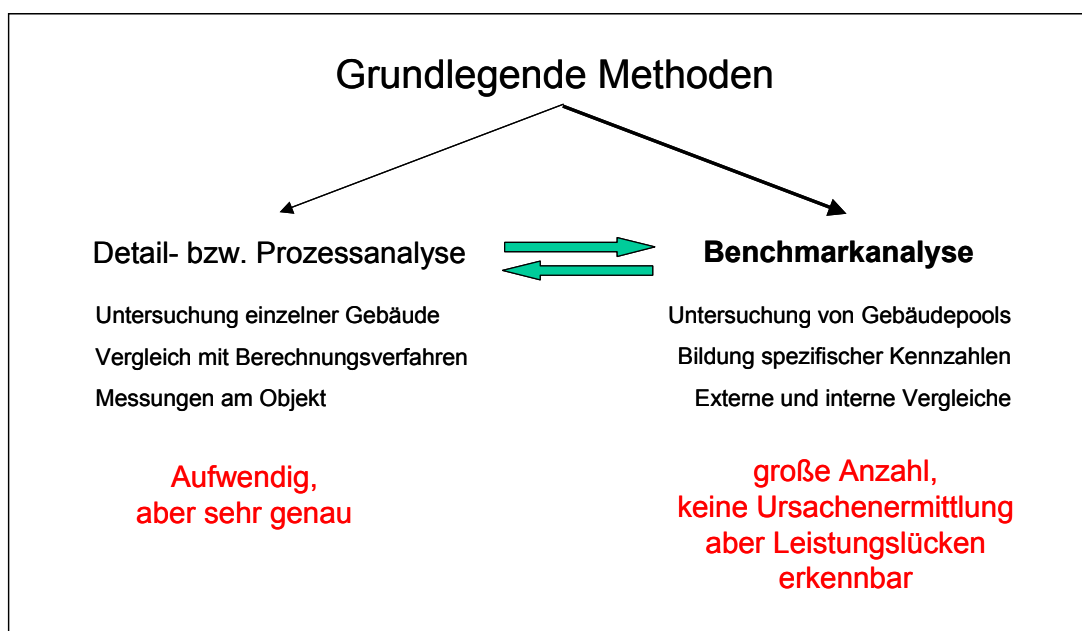 Grundlegende Methoden
Detail- bzw. Prozessanalyse
Untersuchung einzelner Gebäude
Vergleich mit Berechnungsverfahren
Messungen am Objekt
Aufwendig,
aber sehr genau
Benchmarkanalyse
Untersuchung von Gebäudepools
Bildung spezifischer Kennzahlen
Externe und interne Vergleiche
große Anzahl,
keine Ursachenermittlung
aber Leistungslücken
erkennbar